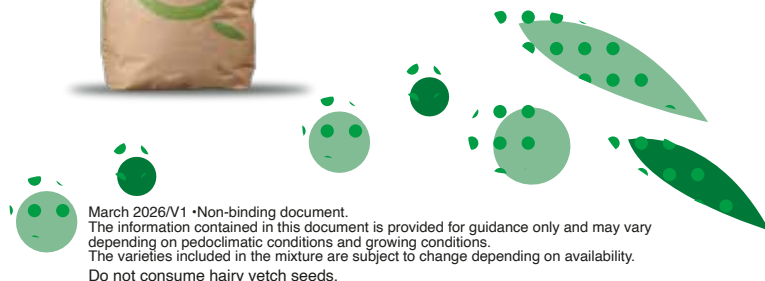 March 2026/V1 •Non-binding document.
The information contained in this document is provided for guidance only and may vary
depending on pedoclimatic conditions and growing conditions.
The varieties included in the mixture are subject to change depending on availability.
Do not consume hairy vetch seeds.